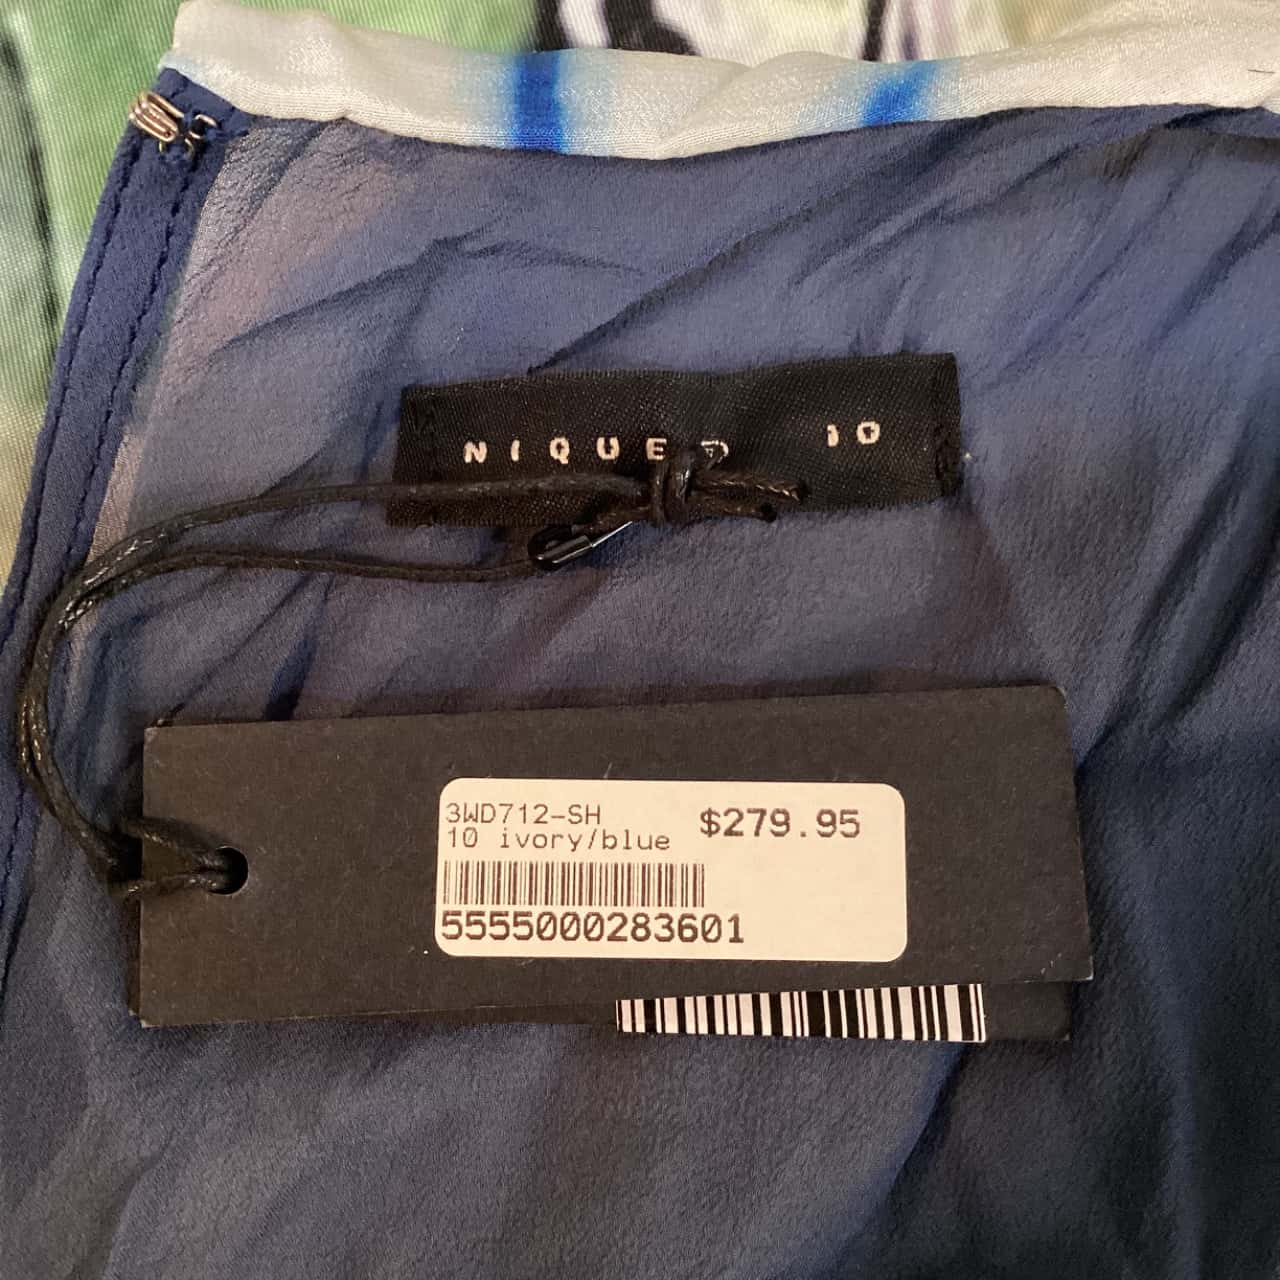 NIQUE 10
3WD712-SH
10 ivory/blue
$279.95
5555000283601